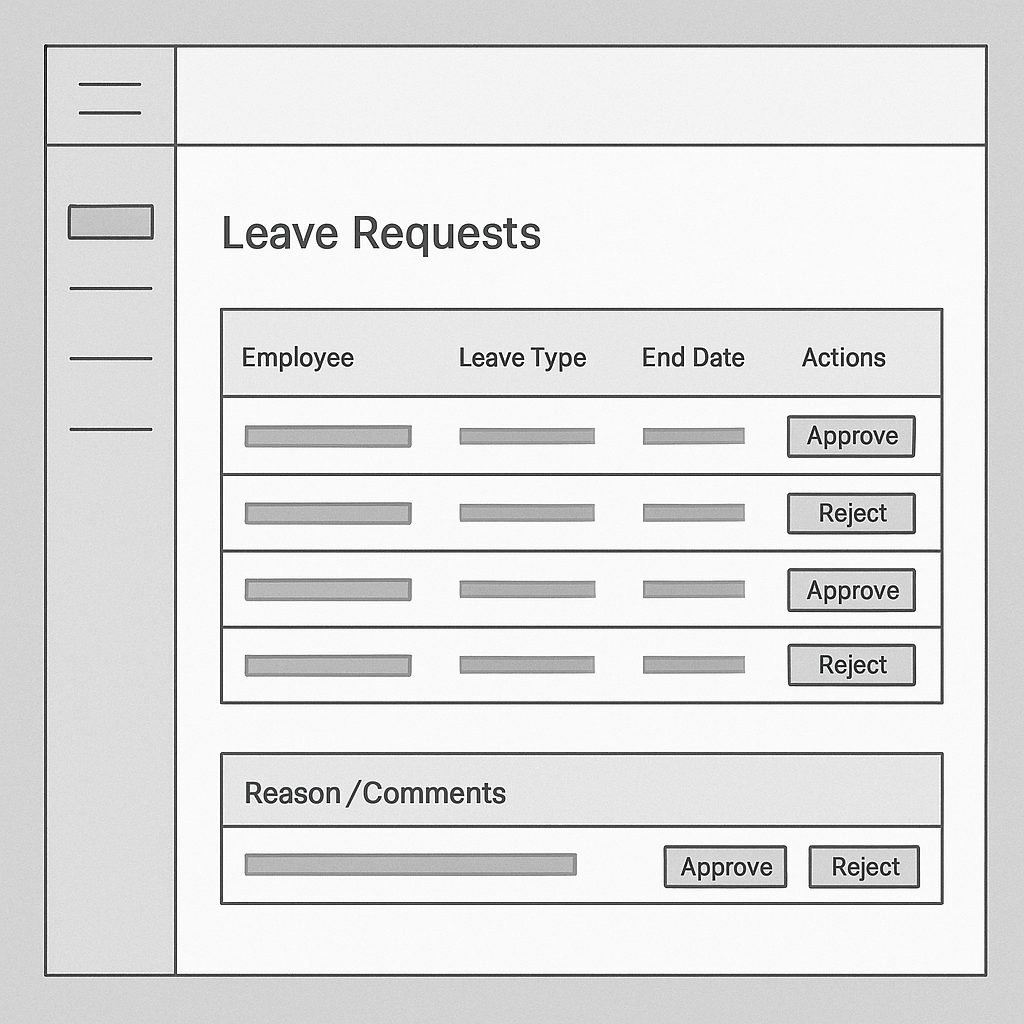 Leave Requests
Employee Leave Type End Date Actions
Approve
Reject
Approve
Reject
Reason / Comments
Approve Reject